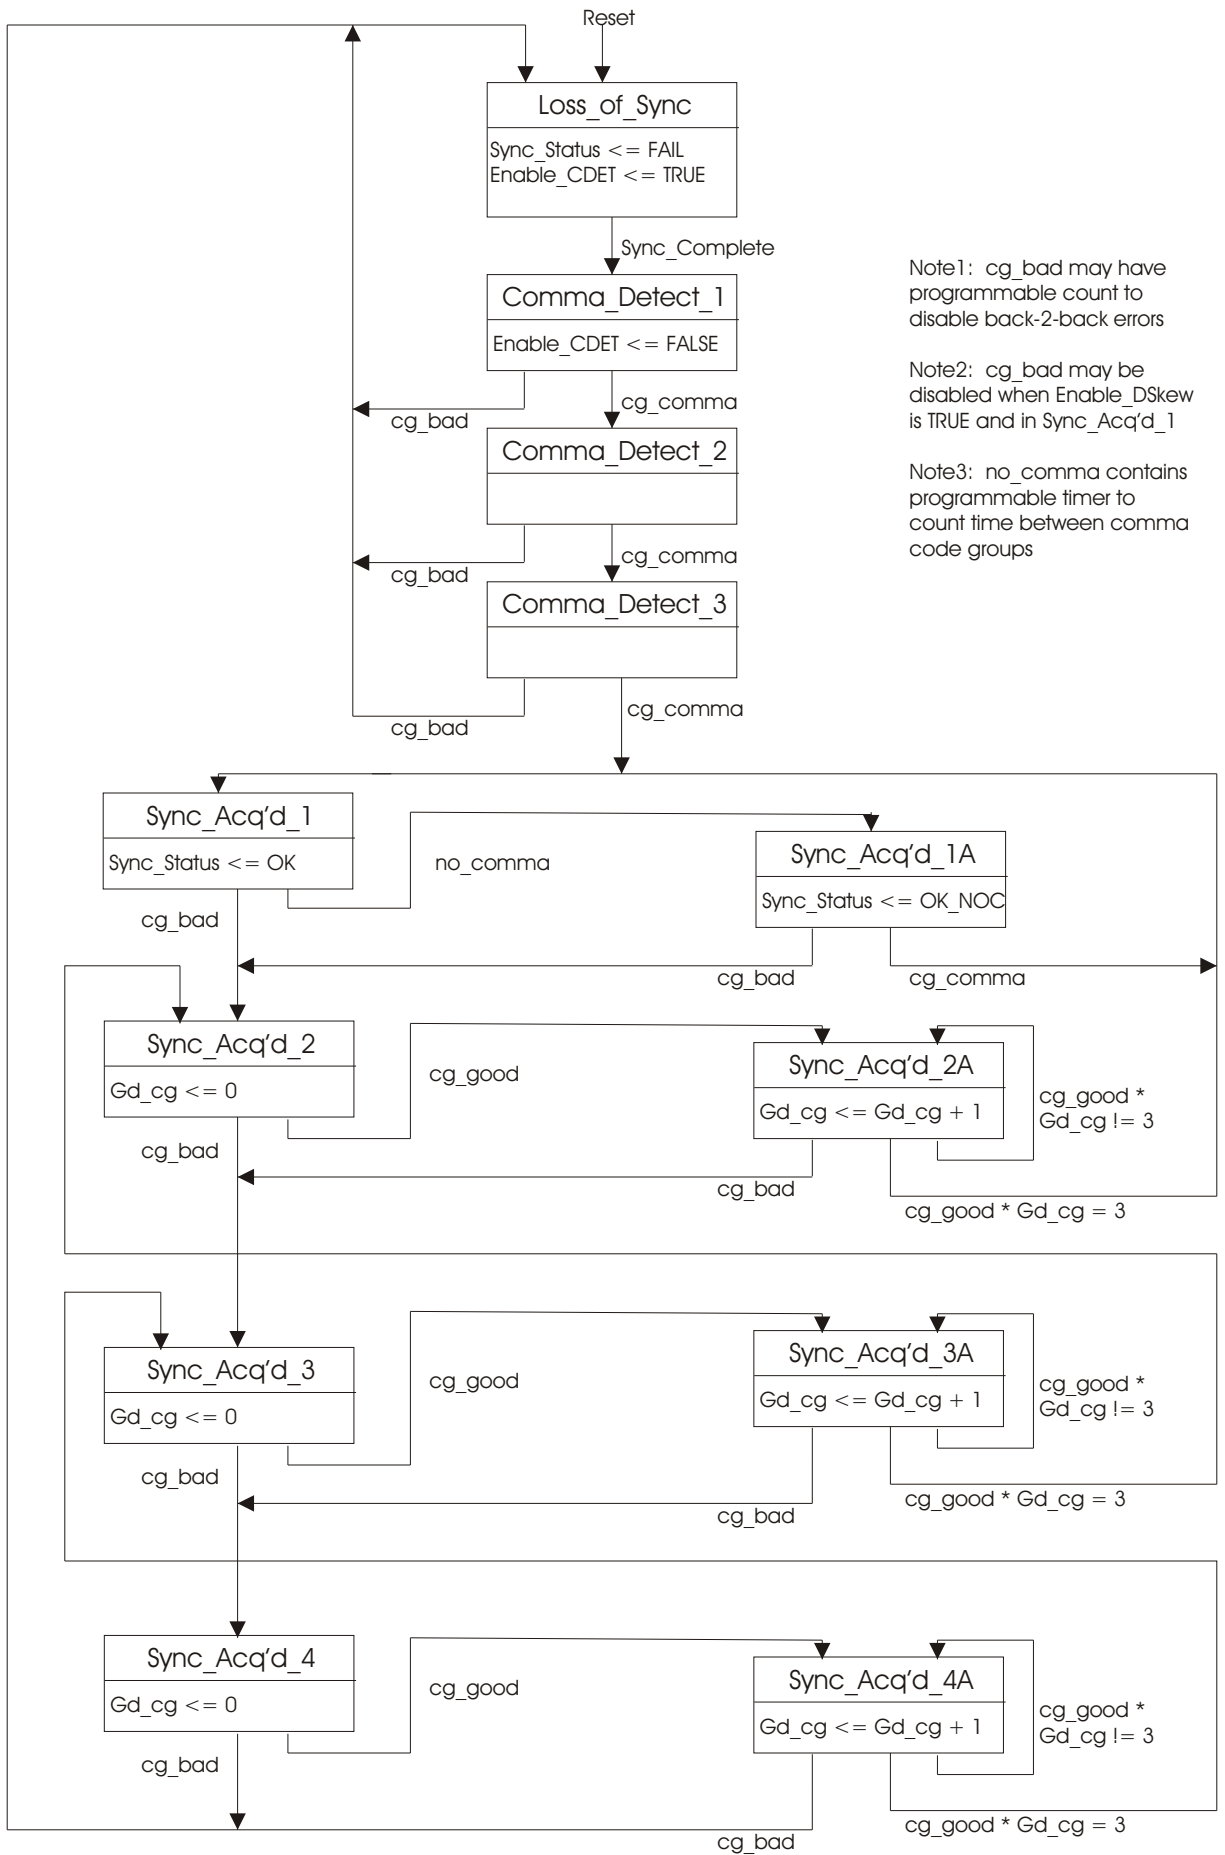 Reset
Loss_of_Sync
Sync_Status <= FAIL
Enable_CDET <= TRUE
Sync_Complete
Comma_Detect_1
Enable_CDET <= FALSE
cg_bad
cg_comma
Comma_Detect_2
cg_bad
cg_comma
Comma_Detect_3
cg_bad
cg_comma
Note1: cg_bad may have
programmable count to
disable back-2-back errors
Note2: cg_bad may be
disabled when Enable_DSkew
is TRUE and in Sync_Acq'd_1
Note3: no_comma contains
programmable timer to
count time between comma
code groups
Sync_Acq'd_1
Sync_Status <= OK
no_comma
Sync_Acq'd_1A
Sync_Status <= OK_NOC
cg_bad
cg_bad
cg_comma
Sync_Acq'd_2
Gd_cg <= 0
cg_good
Sync_Acq'd_2A
Gd_cg <= Gd_cg + 1
cg_good *
Gd_cg != 3
cg_bad
cg_bad
cg_good * Gd_cg = 3
Sync_Acq'd_3
Gd_cg <= 0
cg_good
Sync_Acq'd_3A
Gd_cg <= Gd_cg + 1
cg_good *
Gd_cg != 3
cg_bad
cg_bad
cg_good * Gd_cg = 3
Sync_Acq'd_4
Gd_cg <= 0
cg_good
Sync_Acq'd_4A
Gd_cg <= Gd_cg + 1
cg_good *
Gd_cg != 3
cg_bad
cg_bad
cg_good * Gd_cg = 3